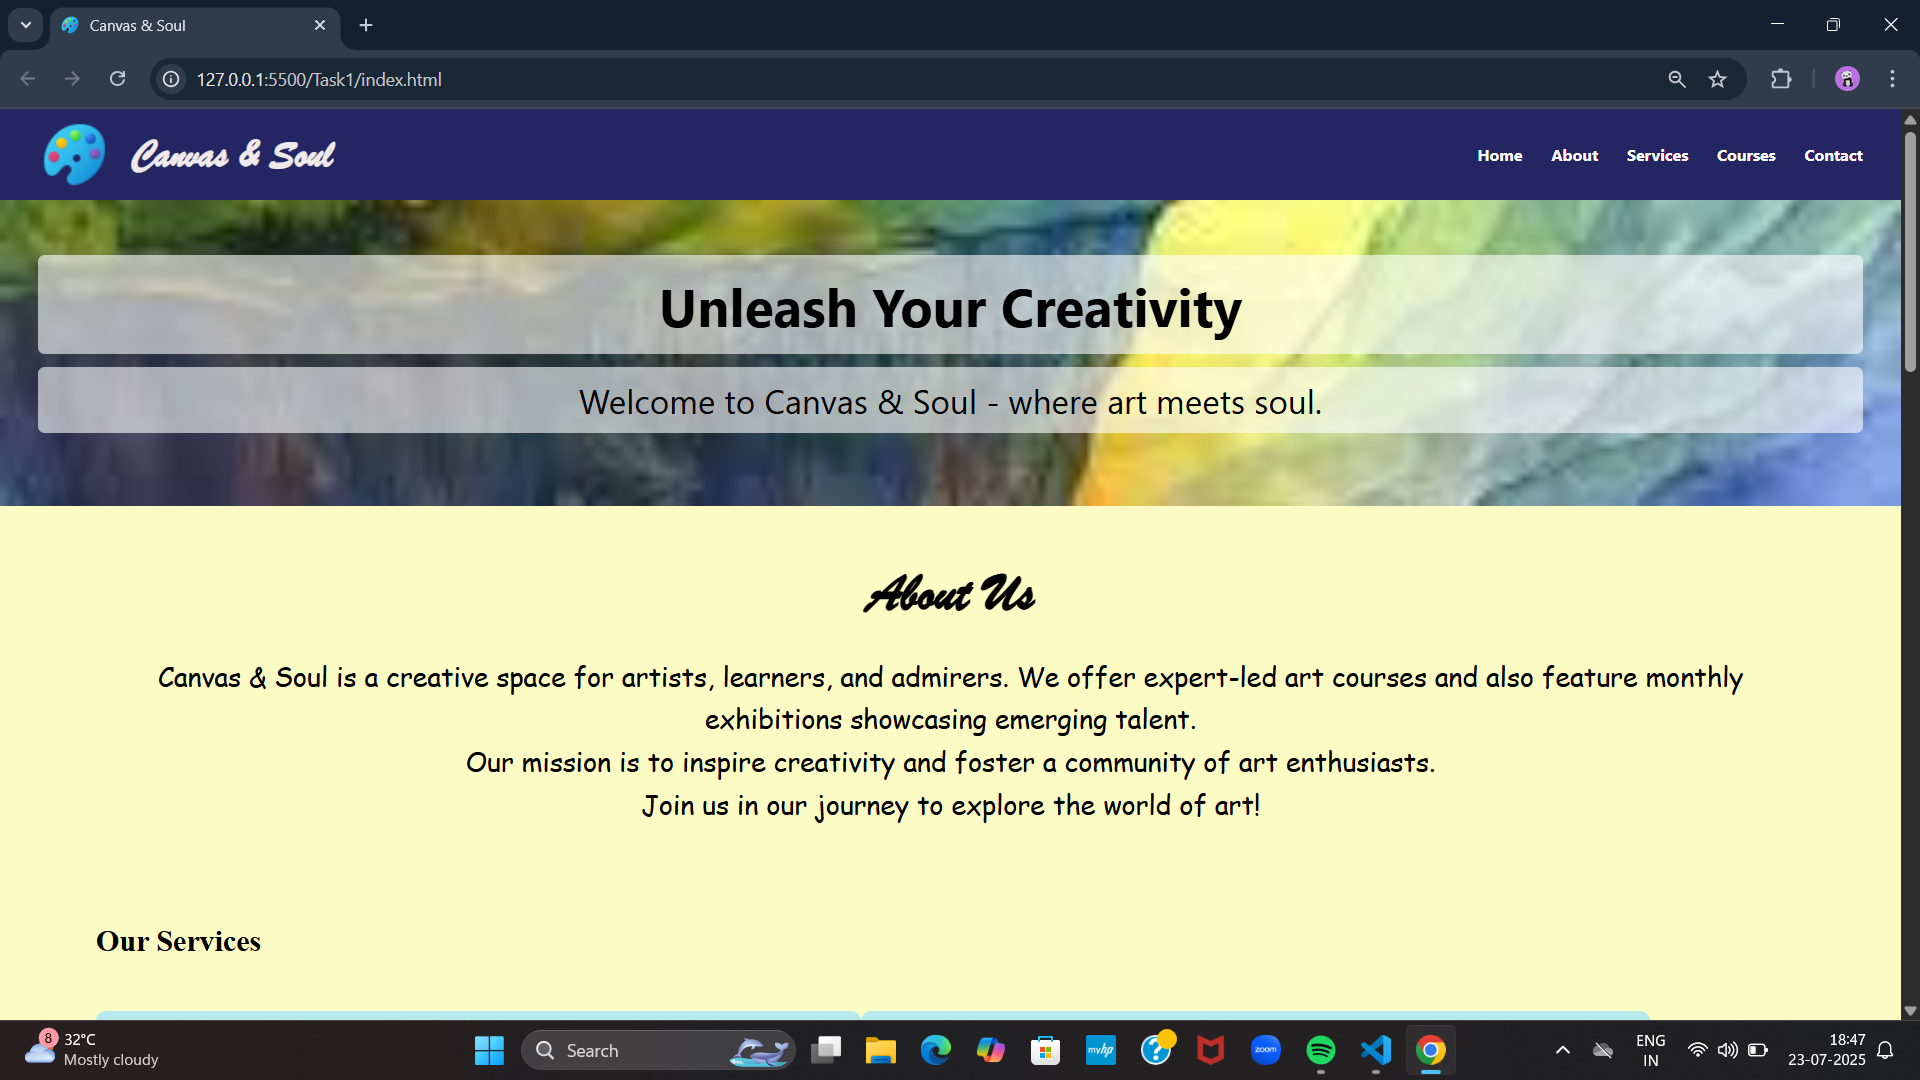 Canvas & Soul
127.0.0.1:5500/Task1/index.html
Canvas & Soul
Home About Services Courses Contact
Unleash Your Creativity
Welcome to Canvas & Soul - where art meets soul.
About Us
Canvas & Soul is a creative space for artists, learners, and admirers. We offer expert-led art courses and also feature monthly
exhibitions showcasing emerging talent.
Our mission is to inspire creativity and foster a community of art enthusiasts.
Join us in our journey to explore the world of art!
Our Services
8
32°C
Mostly cloudy
Search
myhp
zoom
ENG
IN
18:47
23-07-2025